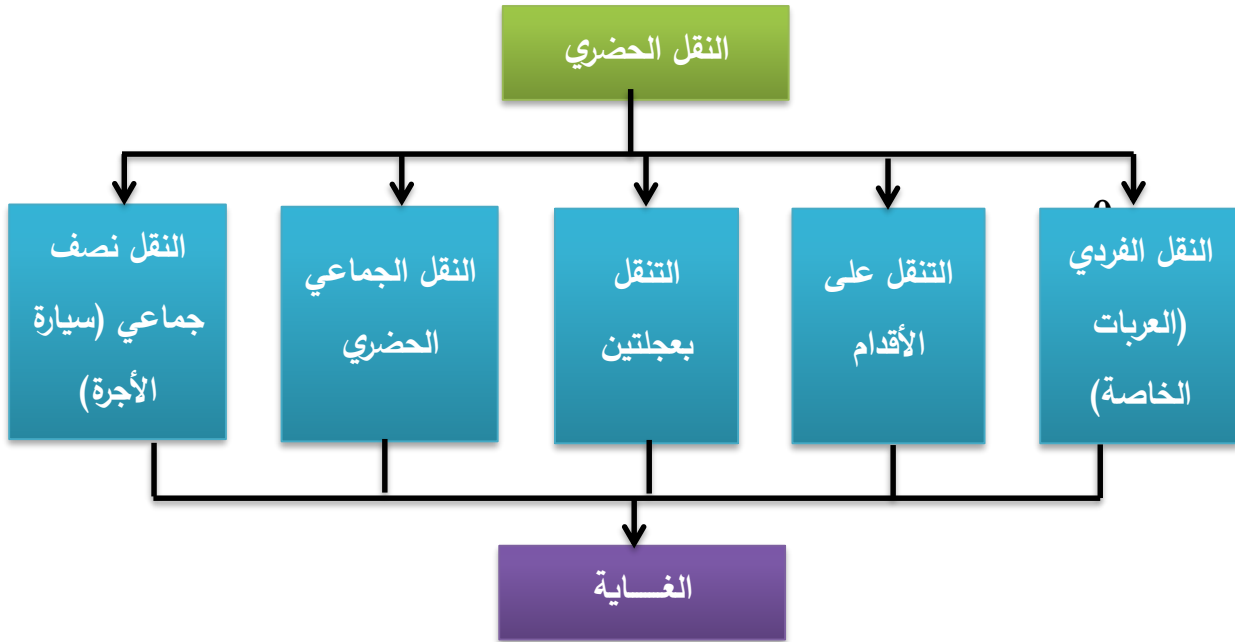 النقل الحضري
النقل الفردي
(العربات
الخاصة)
التنقل على
الأقدام
التنقل
بعجلتين
النقل الجماعي
الحضري
النقل نصف
جماعي (سيارة
الأجرة)
الغـــــاية